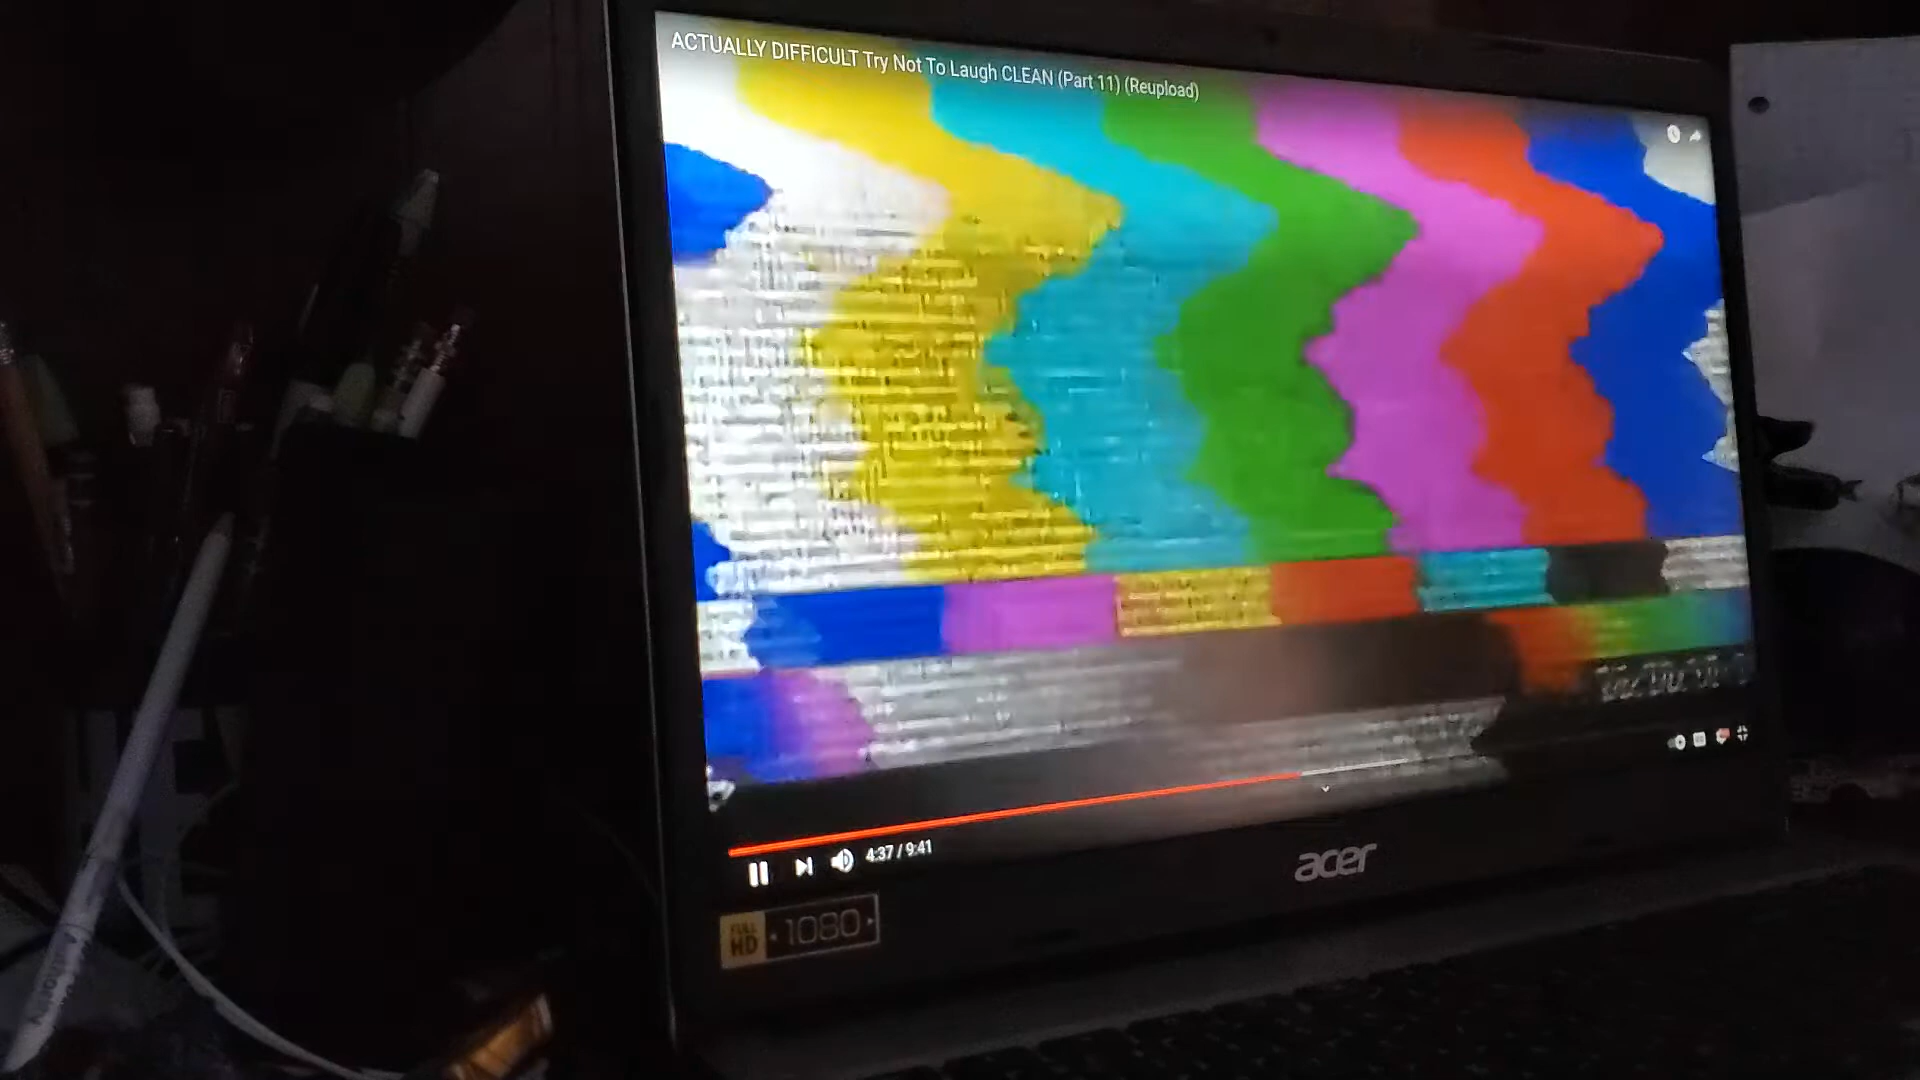 ACTUALLY DIFFICULT Try Not To Laugh CLEAN (Part 11) (Reupload)
4:37 / 9:41
acer
FULL HD 1080